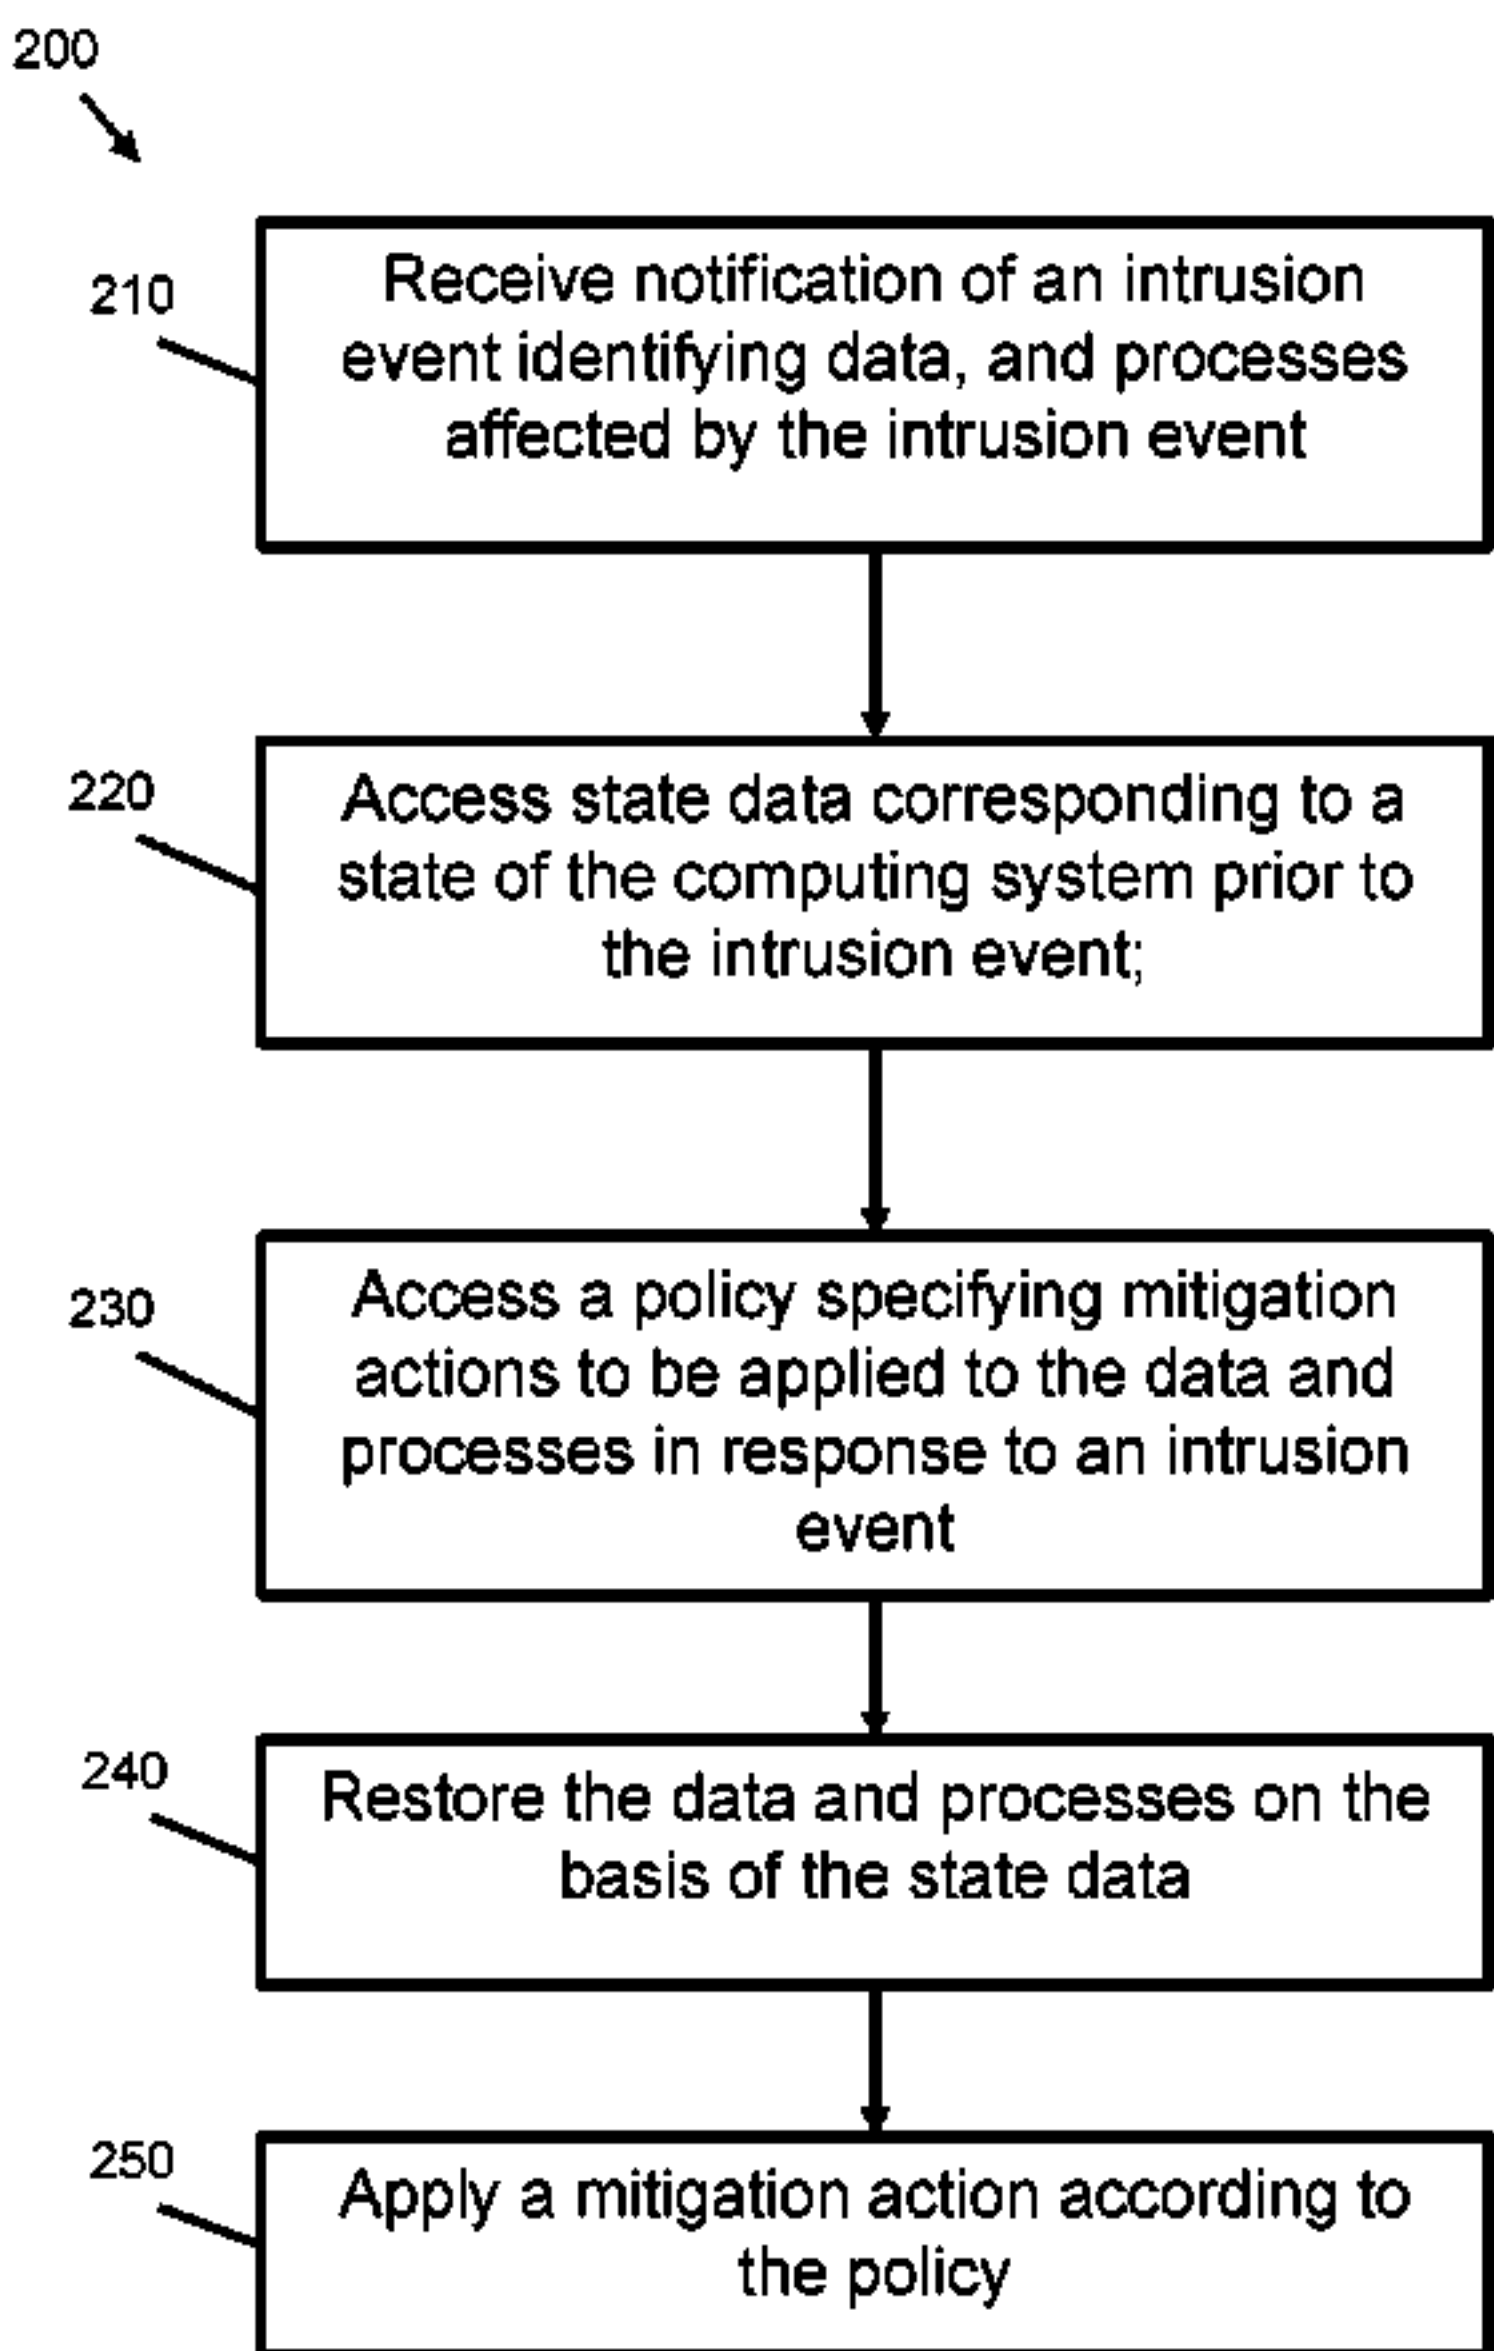 200
210
Receive notification of an intrusion
event identifying data, and processes
affected by the intrusion event
220
Access state data corresponding to a
state of the computing system prior to
the intrusion event;
230
Access a policy specifying mitigation
actions to be applied to the data and
processes in response to an intrusion
event
240
Restore the data and processes on the
basis of the state data
250
Apply a mitigation action according to
the policy